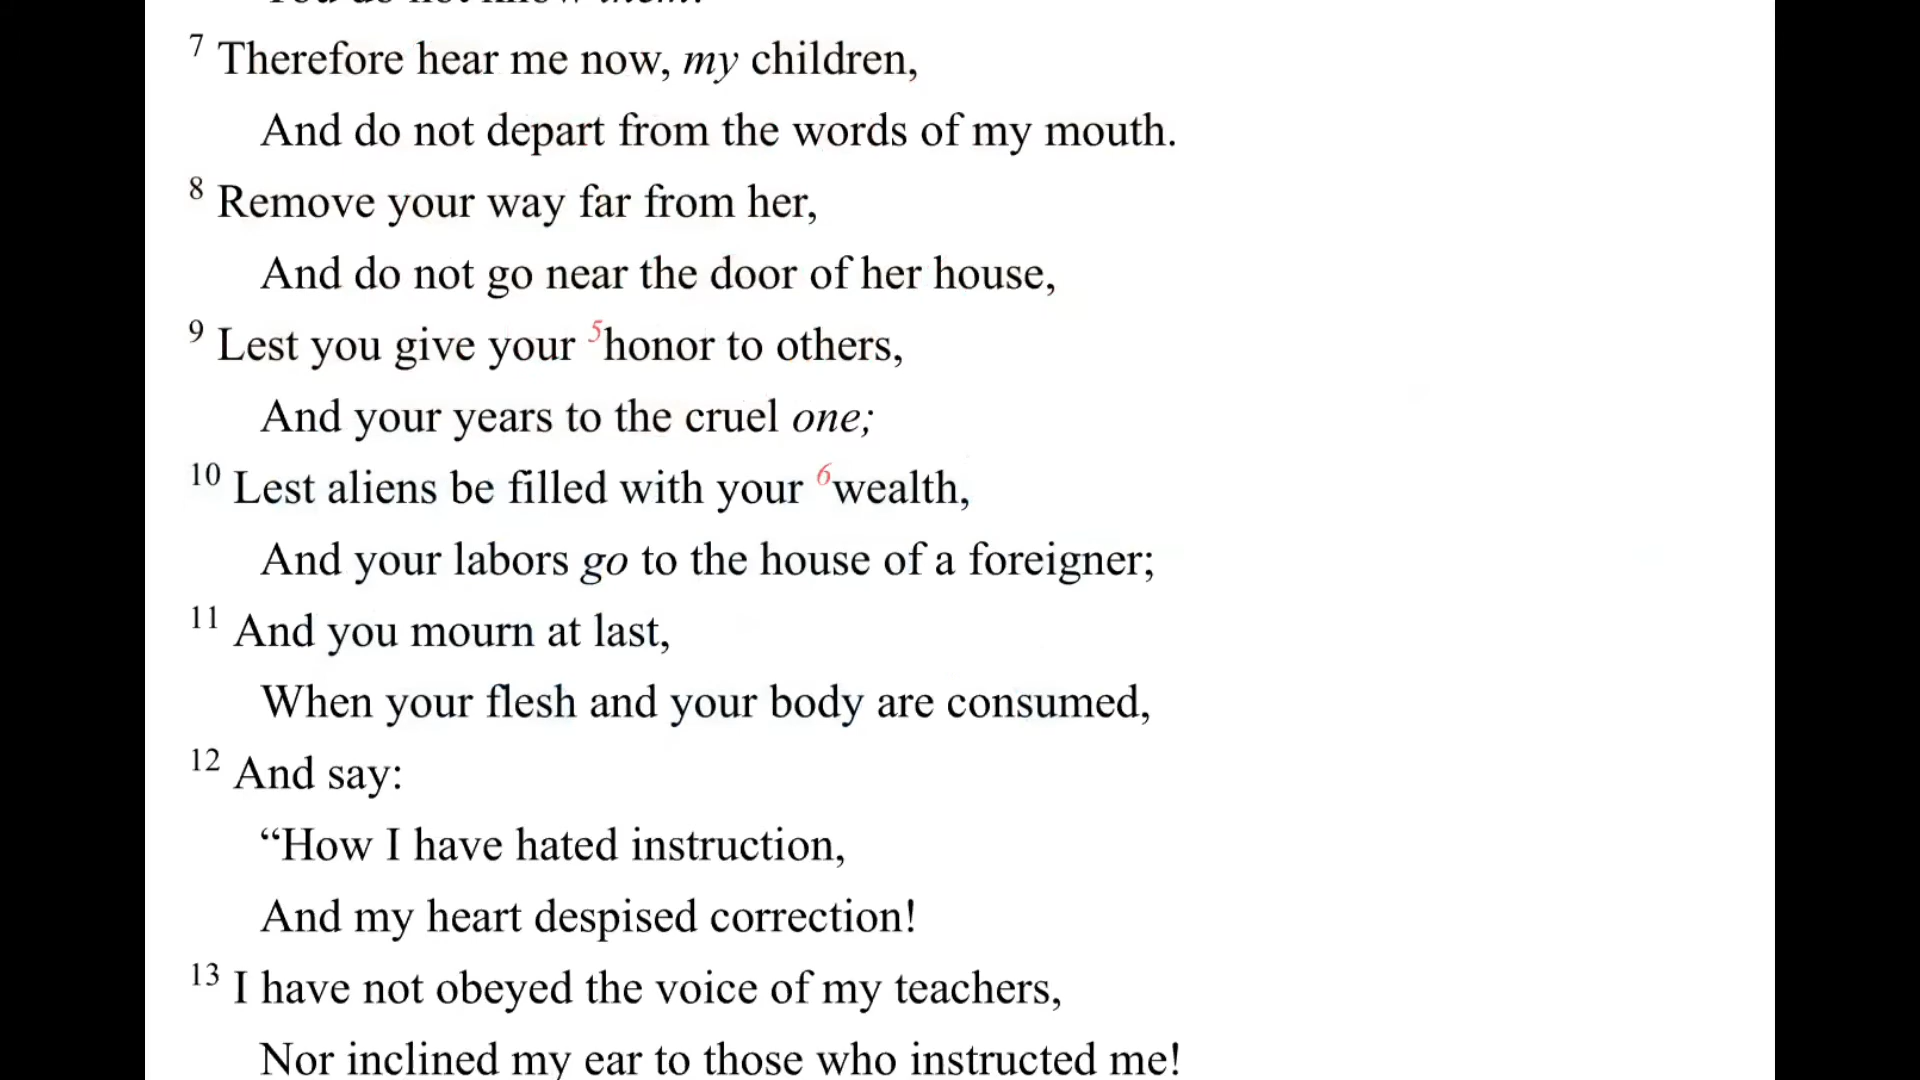 You do not know them.
7 Therefore hear me now, my children,
And do not depart from the words of my mouth.
8 Remove your way far from her,
And do not go near the door of her house,
9 Lest you give your 5honor to others,
And your years to the cruel one;
10 Lest aliens be filled with your 6wealth,
And your labors go to the house of a foreigner;
11 And you mourn at last,
When your flesh and your body are consumed,
12 And say:
“How I have hated instruction,
And my heart despised correction!
13 I have not obeyed the voice of my teachers,
Nor inclined my ear to those who instructed me!